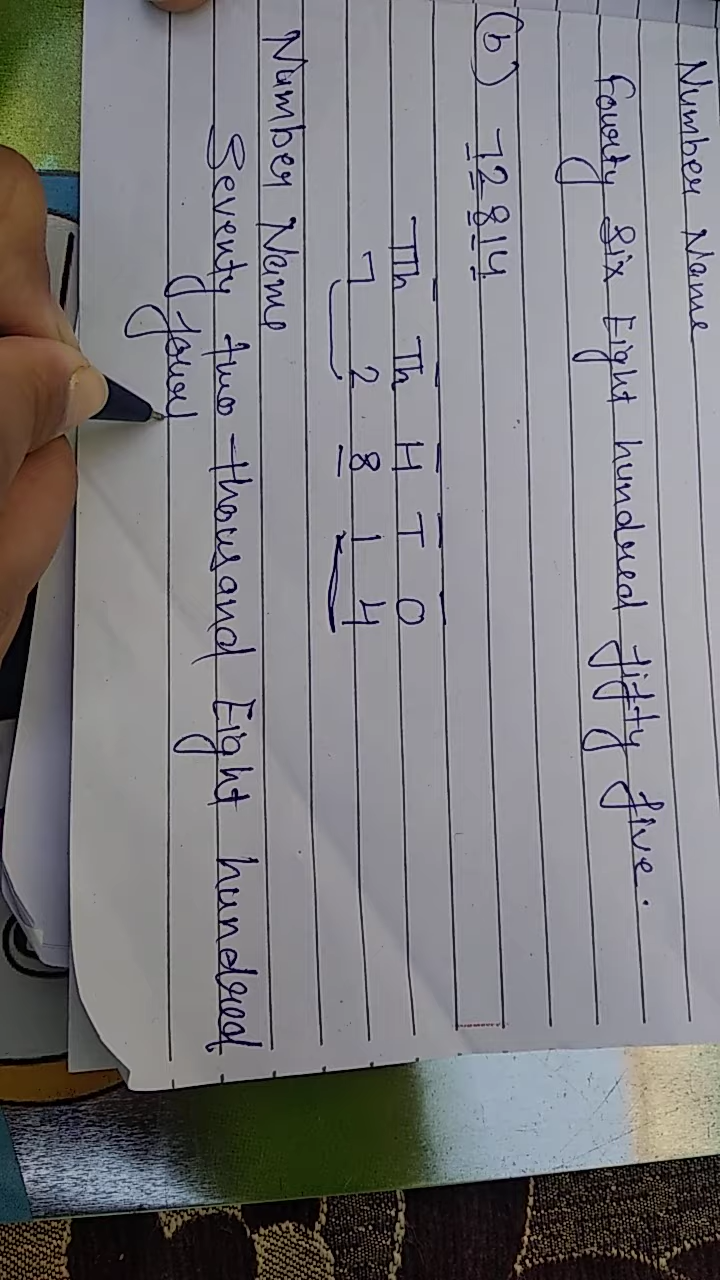 Number Name
Fourty Six Eight hundred fifty five.
(b) 72814
Th Th H T O
7 2 8 1 4
Number Name
Seventy two thousand Eight hundred
four